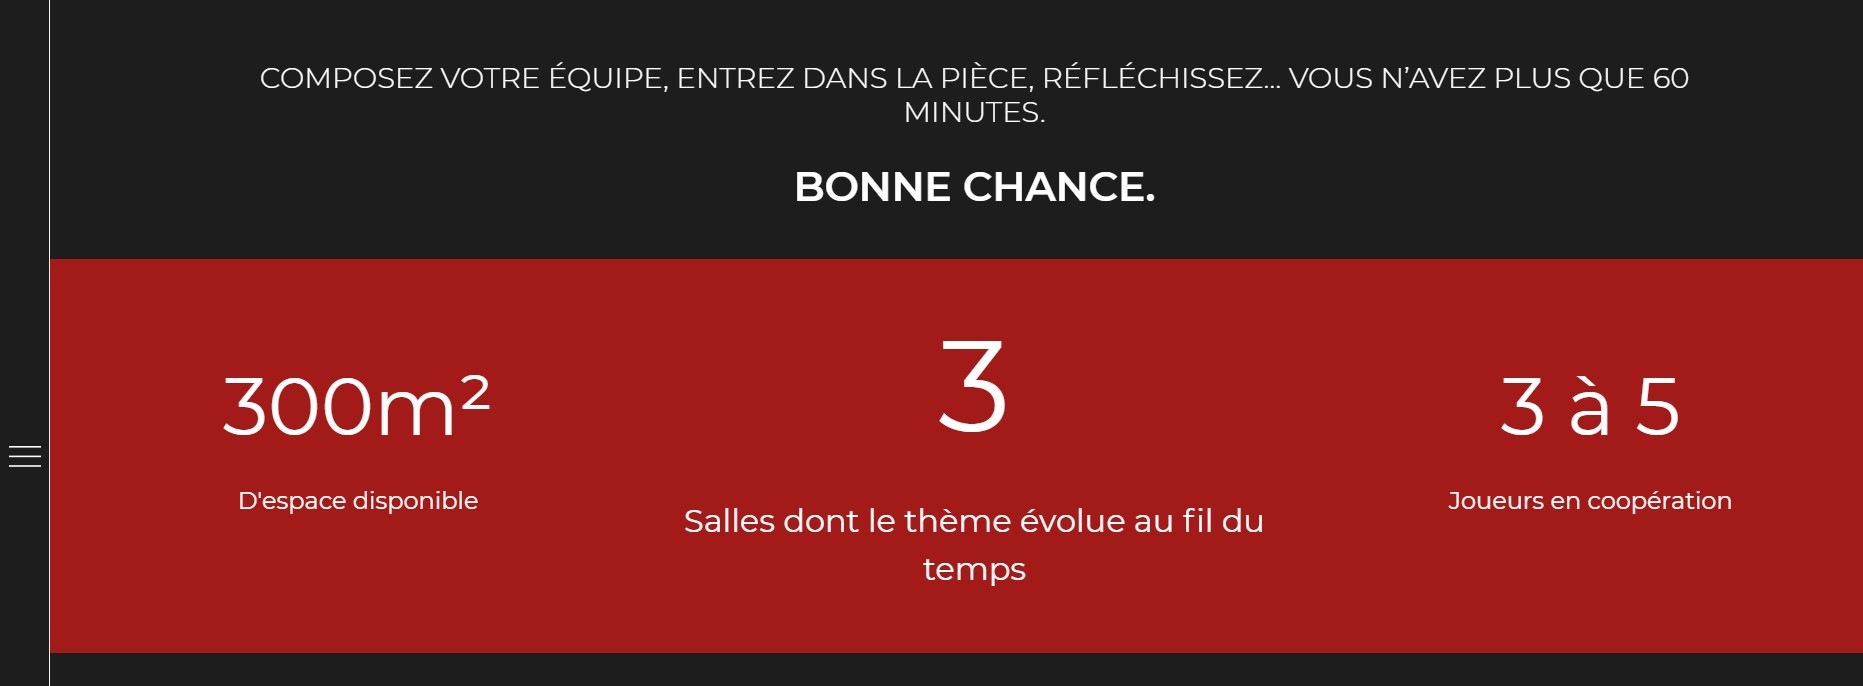 COMPOSEZ VOTRE ÉQUIPE, ENTREZ DANS LA PIÈCE, RÉFLÉCHISSEZ... VOUS N’AVEZ PLUS QUE 60
MINUTES.
BONNE CHANCE.
300m²
D'espace disponible
3
Salles dont le thème évolue au fil du
temps
3 à 5
Joueurs en coopération